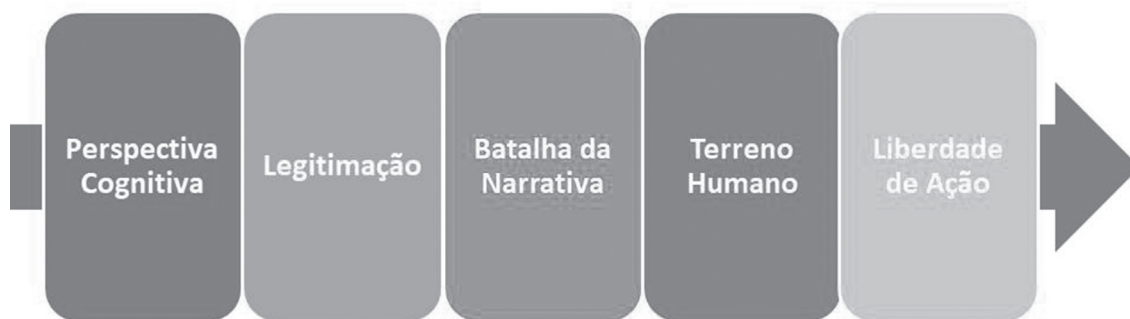 Perspectiva
Cognitiva
Legitimação
Batalha da
Narrativa
Terreno
Humano
Liberdade
de Ação